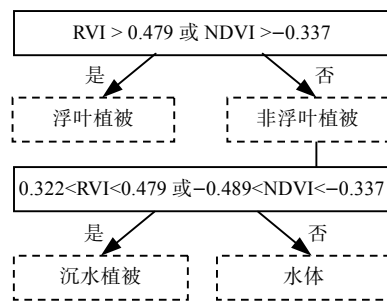 RVI > 0.479 或 NDVI >−0.337
是
否
浮叶植被
非浮叶植被
0.322<RVI<0.479 或−0.489<NDVI<−0.337
是
否
沉水植被
水体